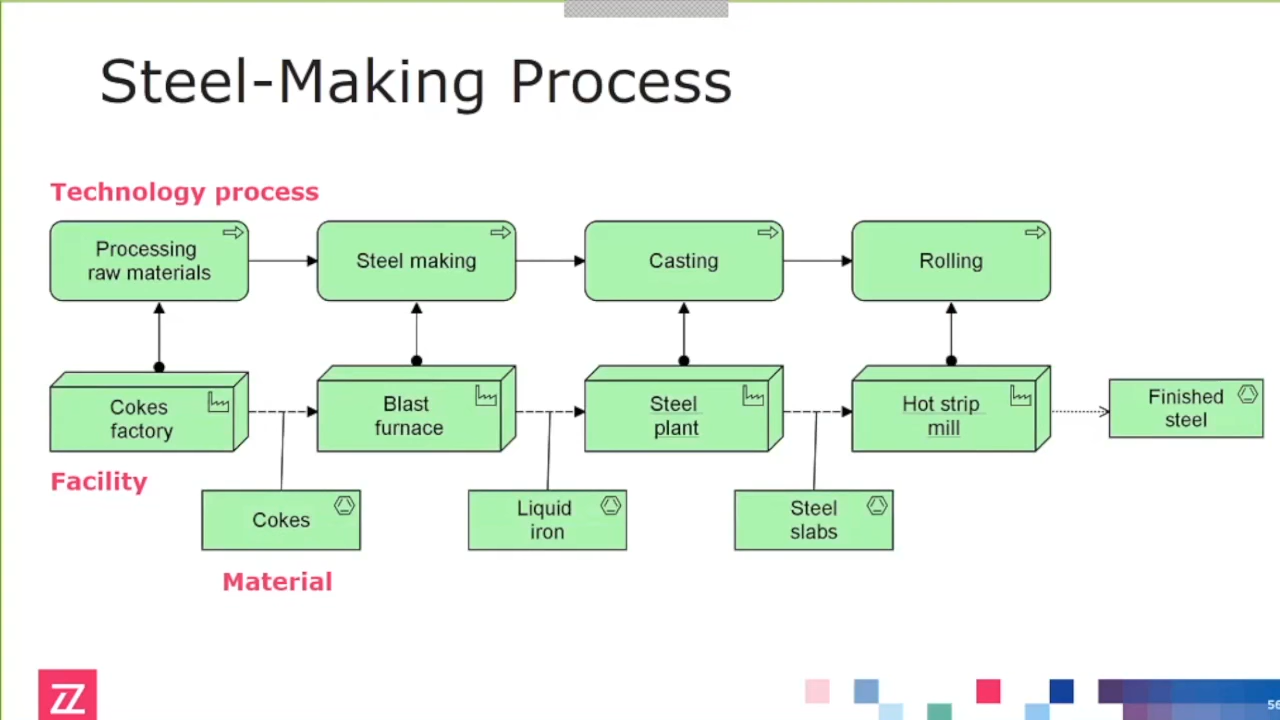 Steel-Making Process
Technology process
Processing
raw materials
Steel making
Casting
Rolling
Cokes
factory
Blast
furnace
Steel
plant
Hot strip
mill
Finished
steel
Facility
Cokes
Liquid
iron
Steel
slabs
Material
56